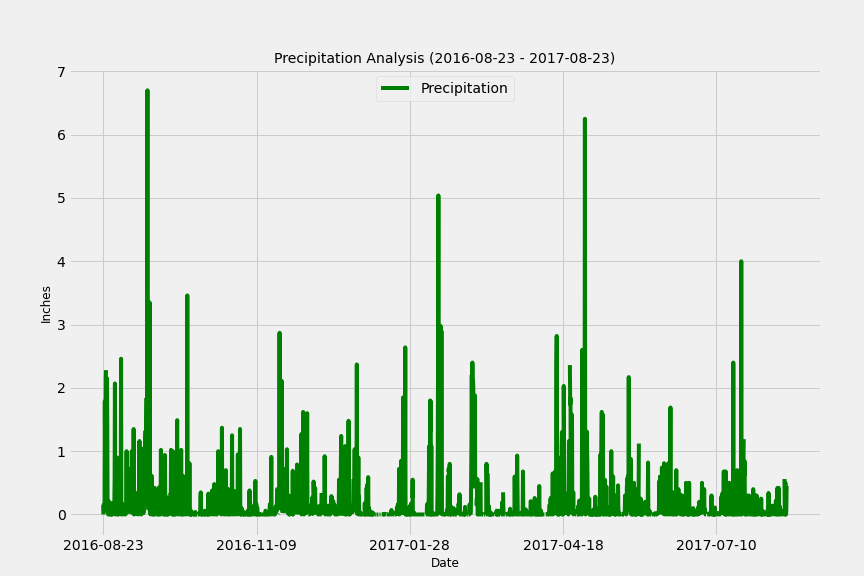 Precipitation Analysis (2016-08-23 - 2017-08-23)
Precipitation
7
6
5
4
3
2
1
0
Inches
2016-08-23 2016-11-09 2017-01-28 2017-04-18 2017-07-10
Date